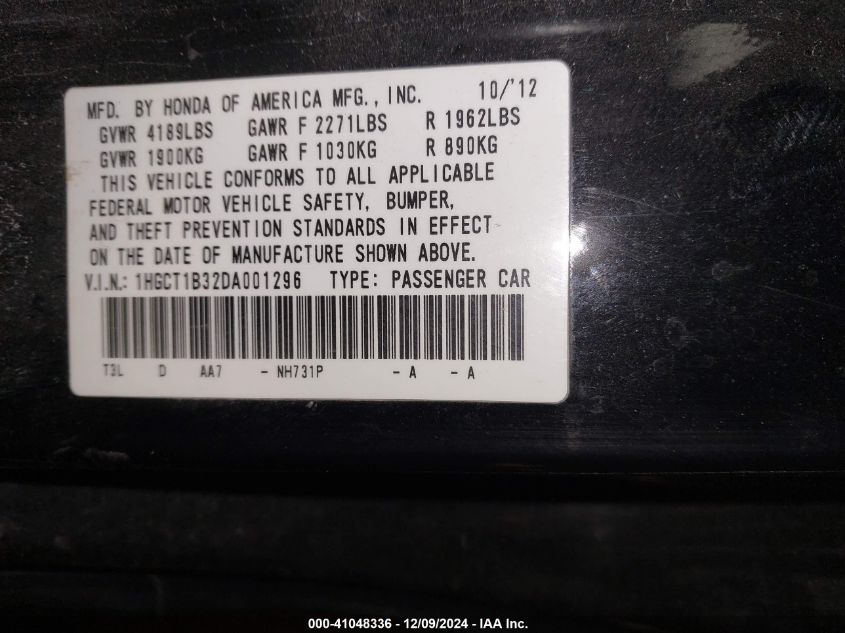 MFD. BY HONDA OF AMERICA MFG., INC. 10/'12
GVWR 4189LBS GAWR F 2271LBS R 1962LBS
GVWR 1900KG GAWR F 1030KG R 890KG
THIS VEHICLE CONFORMS TO ALL APPLICABLE
FEDERAL MOTOR VEHICLE SAFETY, BUMPER,
AND THEFT PREVENTION STANDARDS IN EFFECT
ON THE DATE OF MANUFACTURE SHOWN ABOVE.
V.I.N.: 1HGCT1B32DA001296 TYPE: PASSENGER CAR
T3L D AA7 - NH731P - A - A
000-41048336 - 12/09/2024 - IAA Inc.